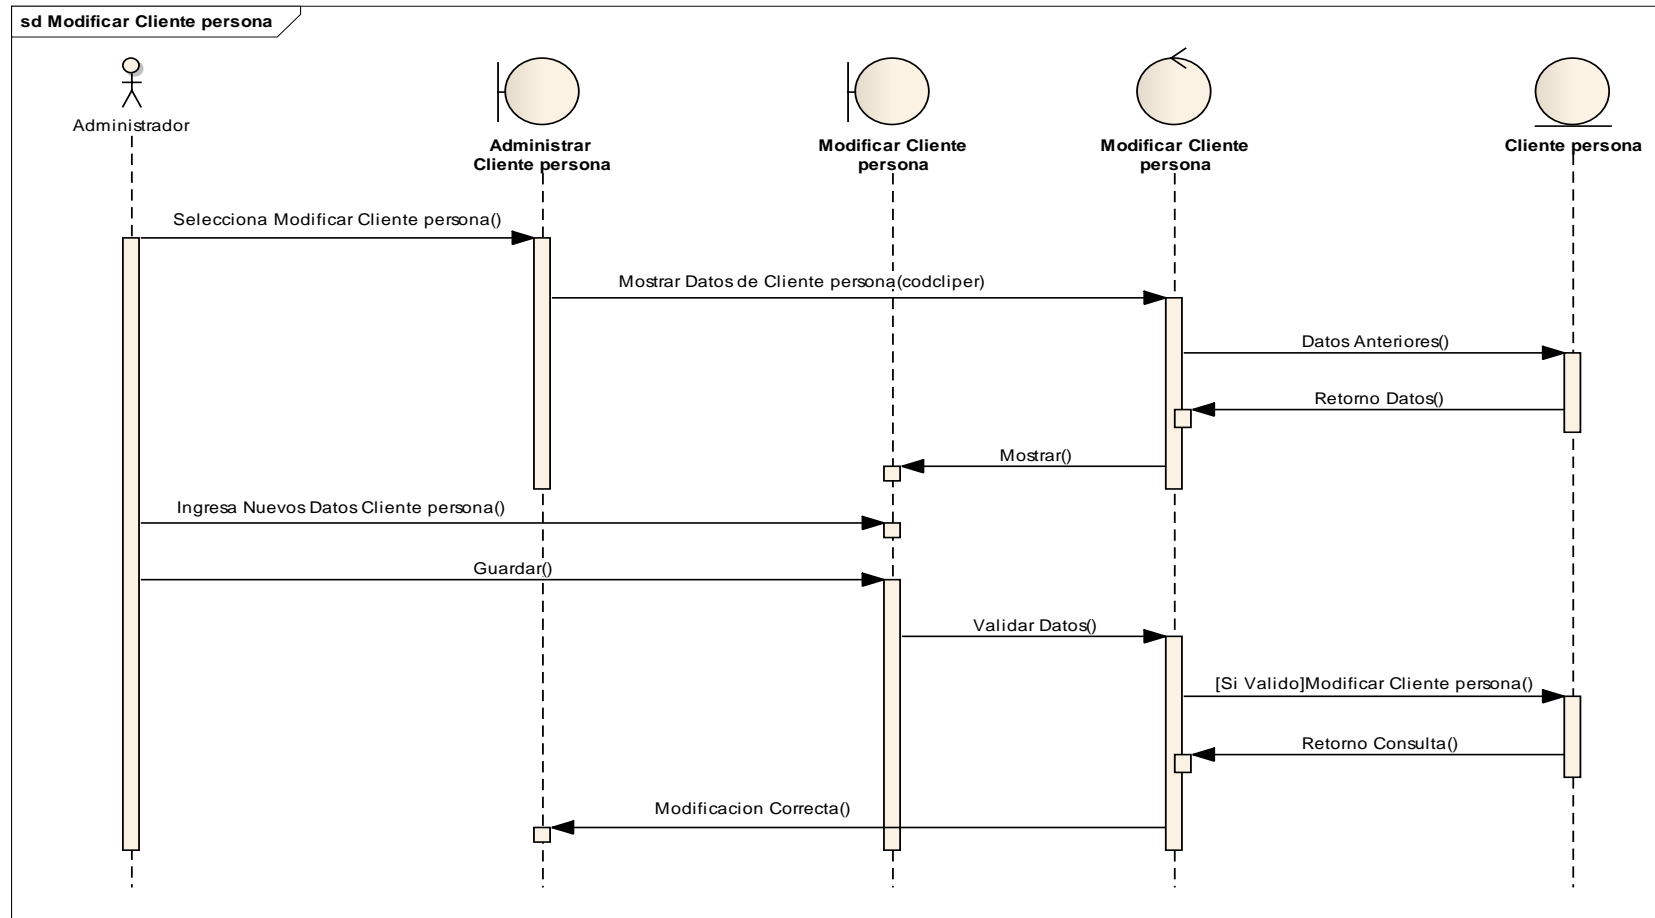 sd Modificar Cliente persona
Administrador
Administrar
Cliente persona
Modificar Cliente
persona
Modificar Cliente
persona
Cliente persona
Selecciona Modificar Cliente persona()
Mostrar Datos de Cliente persona(codcliper)
Datos Anteriores()
Retorno Datos()
Mostrar()
Ingresa Nuevos Datos Cliente persona()
Guardar()
Validar Datos()
[Si Valido]Modificar Cliente persona()
Retorno Consulta()
Modificacion Correcta()